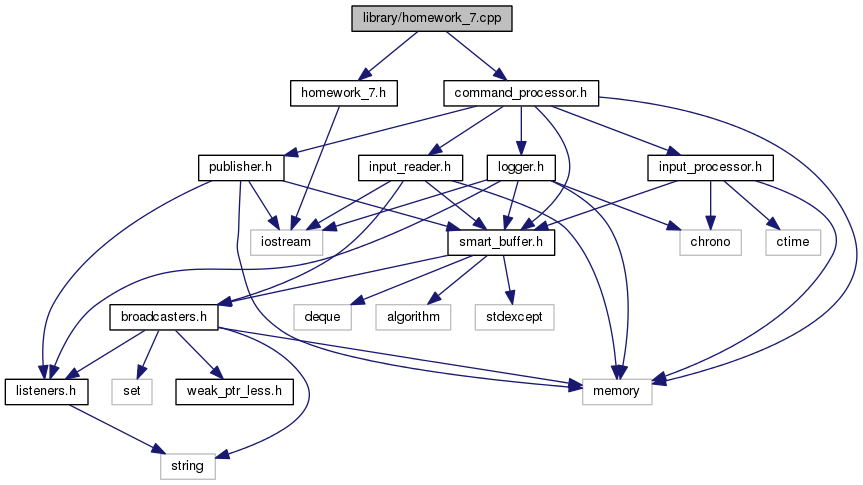 library/homework_7.cpp
homework_7.h
command_processor.h
publisher.h
input_reader.h
logger.h
input_processor.h
iostream
smart_buffer.h
chrono
ctime
broadcasters.h
deque
algorithm
stdexcept
listeners.h
set
weak_ptr_less.h
memory
string